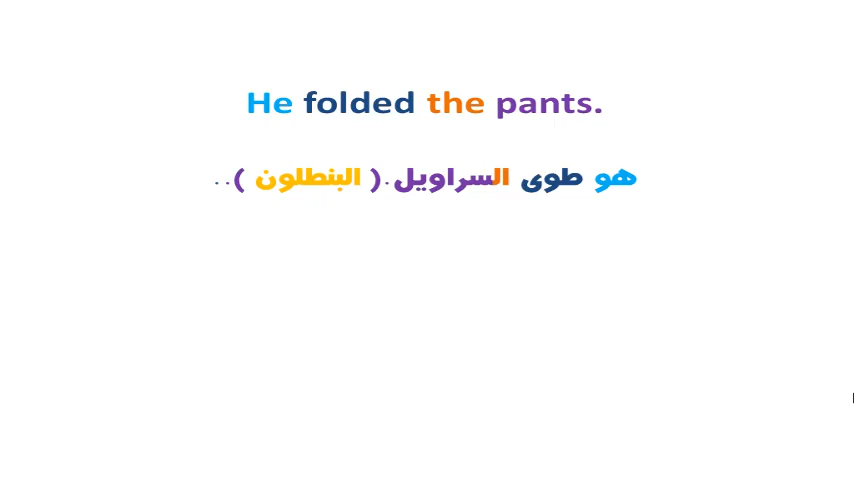 He folded the pants.
هو طوى السراويل.( البنطلون )..